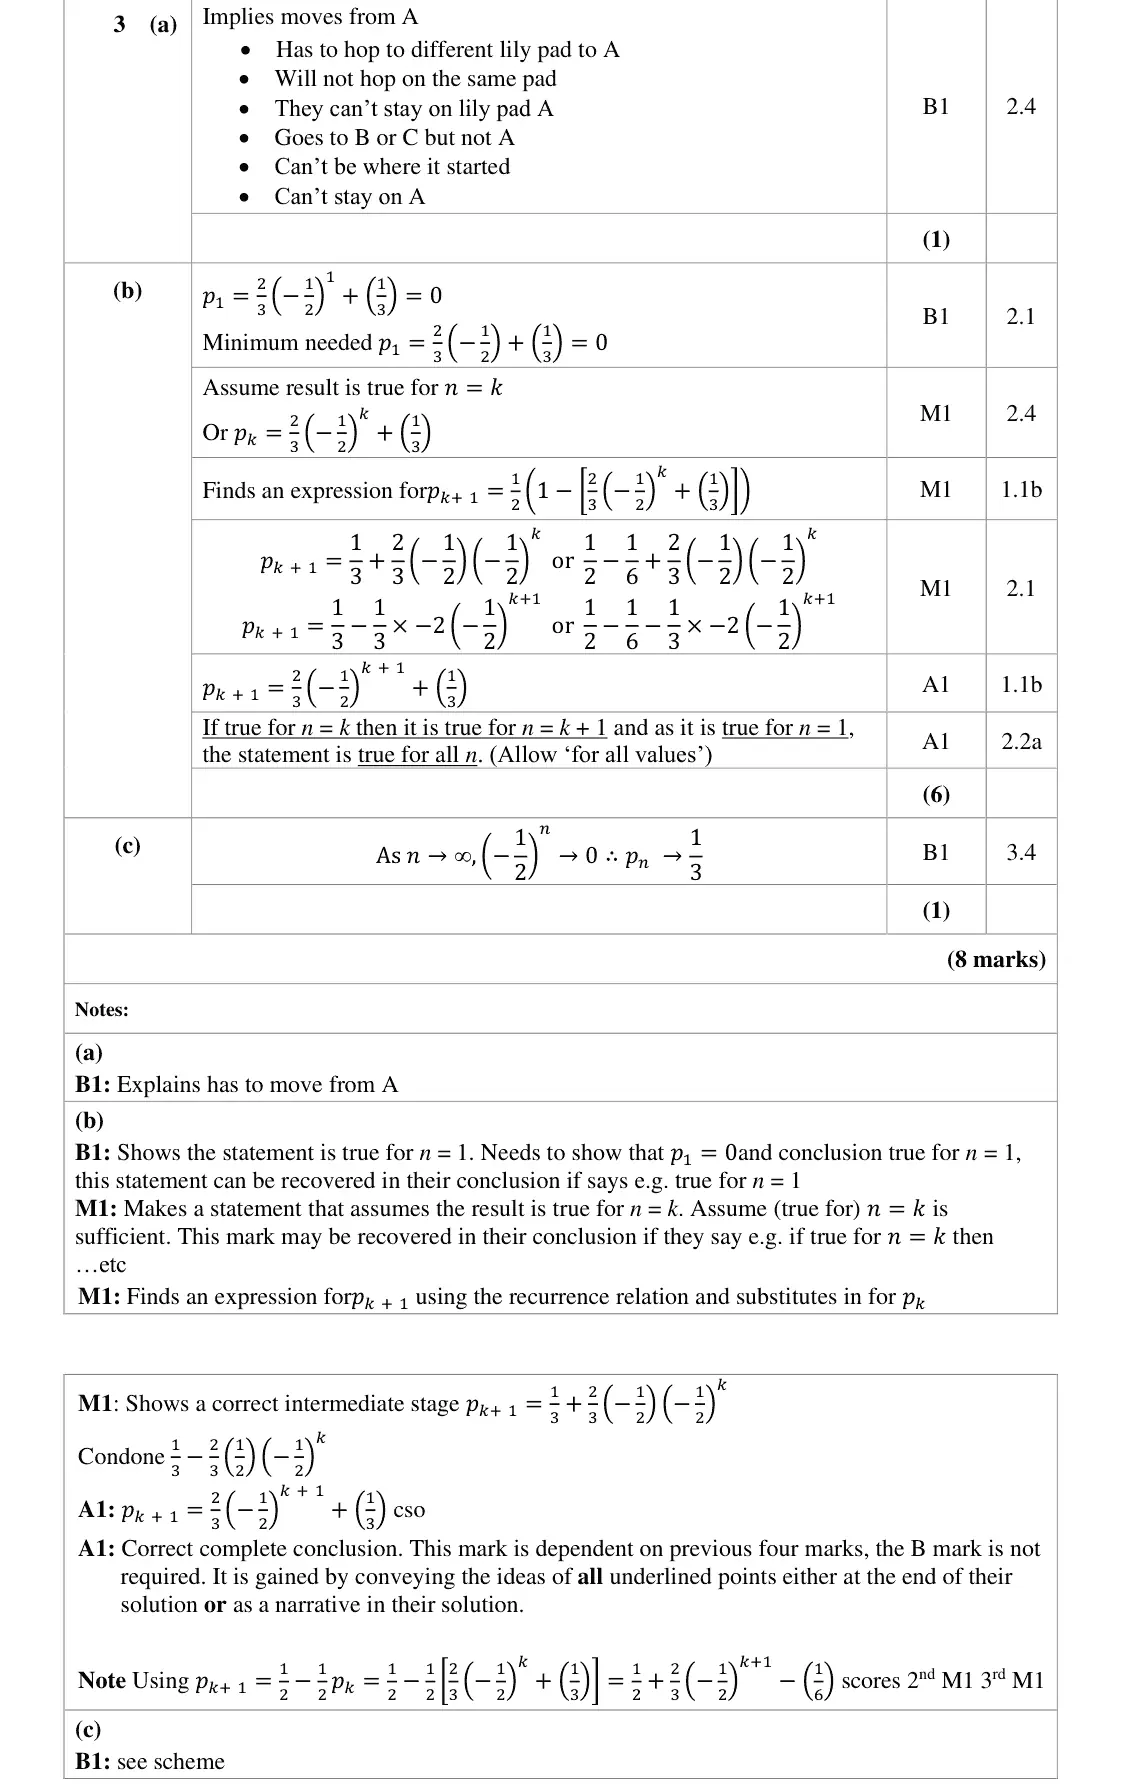 3 (a) Implies moves from A
• Has to hop to different lily pad to A
• Will not hop on the same pad
• They can’t stay on lily pad A
• Goes to B or C but not A
• Can’t be where it started
• Can’t stay on A
B1 2.4
(1)
(b) p₁ = 2/3(−1/2)¹ + (1/3) = 0
Minimum needed p₁ = 2/3(−1/2) + (1/3) = 0
B1 2.1
Assume result is true for n = k
Or pₖ = 2/3(−1/2)ᵏ + (1/3)
M1 2.4
Finds an expression forpₖ₊ ₁ = 1/2(1 − [2/3(−1/2)ᵏ + (1/3)]) M1 1.1b
pₖ ₊ ₁ = 1/3 + 2/3(−1/2)(−1/2)ᵏ or 1/2 − 1/6 + 2/3(−1/2)(−1/2)ᵏ
pₖ ₊ ₁ = 1/3 − 1/3 × −2(−1/2)ᵏ⁺¹ or 1/2 − 1/6 − 1/3 × −2(−1/2)ᵏ⁺¹
M1 2.1
pₖ ₊ ₁ = 2/3(−1/2)ᵏ ⁺ ¹ + (1/3) A1 1.1b
If true for n = k then it is true for n = k + 1 and as it is true for n = 1,
the statement is true for all n. (Allow ‘for all values’)
A1 2.2a
(6)
(c) As n → ∞, (−1/2)ⁿ → 0 ∴ pₙ → 1/3 B1 3.4
(1)
(8 marks)
Notes:
(a)
B1: Explains has to move from A
(b)
B1: Shows the statement is true for n = 1. Needs to show that p₁ = 0and conclusion true for n = 1,
this statement can be recovered in their conclusion if says e.g. true for n = 1
M1: Makes a statement that assumes the result is true for n = k. Assume (true for) n = k is
sufficient. This mark may be recovered in their conclusion if they say e.g. if true for n = k then
…etc
M1: Finds an expression forpₖ ₊ ₁ using the recurrence relation and substitutes in for pₖ
M1: Shows a correct intermediate stage pₖ₊ ₁ = 1/3 + 2/3(−1/2)(−1/2)ᵏ
Condone 1/3 − 2/3(1/2)(−1/2)ᵏ
A1: pₖ ₊ ₁ = 2/3(−1/2)ᵏ ⁺ ¹ + (1/3) cso
A1: Correct complete conclusion. This mark is dependent on previous four marks, the B mark is not
required. It is gained by conveying the ideas of all underlined points either at the end of their
solution or as a narrative in their solution.
Note Using pₖ₊ ₁ = 1/2 − 1/2pₖ = 1/2 − 1/2[2/3(−1/2)ᵏ + (1/3)] = 1/2 + 2/3(−1/2)ᵏ⁺¹ − (1/6) scores 2ⁿᵈ M1 3ʳᵈ M1
(c)
B1: see scheme